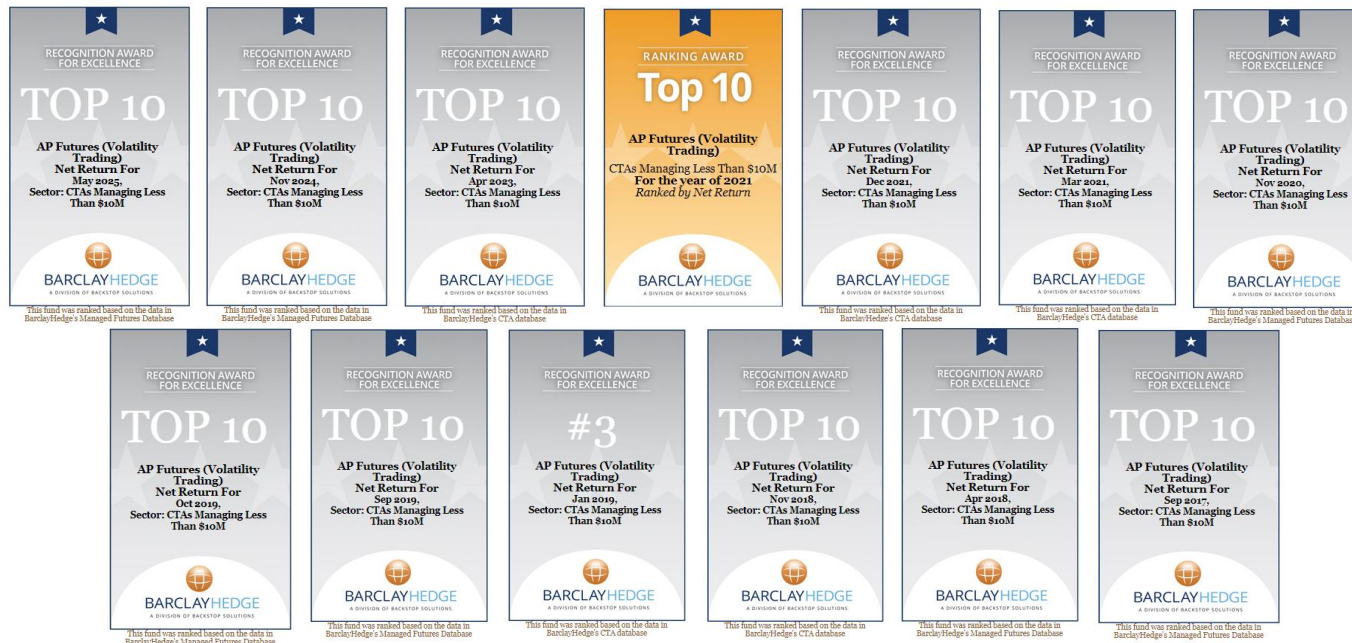 RECOGNITION AWARD
FOR EXCELLENCE
TOP 10
AP Futures (Volatility
Trading)
Net Return For
May 2025,
Sector: CTAs Managing Less
Than $10M
BARCLAYHEDGE
A DIVISION OF BACKSTOP SOLUTIONS
This fund was ranked based on the data in
BarclayHedge's Managed Futures Database
RECOGNITION AWARD
FOR EXCELLENCE
TOP 10
AP Futures (Volatility
Trading)
Net Return For
Nov 2024,
Sector: CTAs Managing Less
Than $10M
BARCLAYHEDGE
A DIVISION OF BACKSTOP SOLUTIONS
This fund was ranked based on the data in
BarclayHedge's Managed Futures Database
RECOGNITION AWARD
FOR EXCELLENCE
TOP 10
AP Futures (Volatility
Trading)
Net Return For
Apr 2023,
Sector: CTAs Managing Less
Than $10M
BARCLAYHEDGE
A DIVISION OF BACKSTOP SOLUTIONS
This fund was ranked based on the data in
BarclayHedge's CTA database
RANKING AWARD
Top 10
AP Futures (Volatility
Trading)
CTAs Managing Less Than $10M
For the year of 2021
Ranked by Net Return
BARCLAYHEDGE
A DIVISION OF BACKSTOP SOLUTIONS
RECOGNITION AWARD
FOR EXCELLENCE
TOP 10
AP Futures (Volatility
Trading)
Net Return For
Dec 2021,
Sector: CTAs Managing Less
Than $10M
BARCLAYHEDGE
A DIVISION OF BACKSTOP SOLUTIONS
This fund was ranked based on the data in
BarclayHedge's CTA database
RECOGNITION AWARD
FOR EXCELLENCE
TOP 10
AP Futures (Volatility
Trading)
Net Return For
Mar 2021,
Sector: CTAs Managing Less
Than $10M
BARCLAYHEDGE
A DIVISION OF BACKSTOP SOLUTIONS
This fund was ranked based on the data in
BarclayHedge's CTA database
RECOGNITION AWARD
FOR EXCELLENCE
TOP 10
AP Futures (Volatility
Trading)
Net Return For
Nov 2020,
Sector: CTAs Managing Less
Than $10M
BARCLAYHEDGE
A DIVISION OF BACKSTOP SOLUTIONS
This fund was ranked based on the data in
BarclayHedge's Managed Futures Database
RECOGNITION AWARD
FOR EXCELLENCE
TOP 10
AP Futures (Volatility
Trading)
Net Return For
Oct 2019,
Sector: CTAs Managing Less
Than $10M
BARCLAYHEDGE
A DIVISION OF BACKSTOP SOLUTIONS
This fund was ranked based on the data in
BarclayHedge's Managed Futures Database
RECOGNITION AWARD
FOR EXCELLENCE
TOP 10
AP Futures (Volatility
Trading)
Net Return For
Sep 2019,
Sector: CTAs Managing Less
Than $10M
BARCLAYHEDGE
A DIVISION OF BACKSTOP SOLUTIONS
This fund was ranked based on the data in
BarclayHedge's Managed Futures Database
RECOGNITION AWARD
FOR EXCELLENCE
#3
AP Futures (Volatility
Trading)
Net Return For
Jan 2019,
Sector: CTAs Managing Less
Than $10M
BARCLAYHEDGE
A DIVISION OF BACKSTOP SOLUTIONS
This fund was ranked based on the data in
BarclayHedge's CTA database
RECOGNITION AWARD
FOR EXCELLENCE
TOP 10
AP Futures (Volatility
Trading)
Net Return For
Nov 2018,
Sector: CTAs Managing Less
Than $10M
BARCLAYHEDGE
A DIVISION OF BACKSTOP SOLUTIONS
This fund was ranked based on the data in
BarclayHedge's Managed Futures Database
RECOGNITION AWARD
FOR EXCELLENCE
TOP 10
AP Futures (Volatility
Trading)
Net Return For
Apr 2018,
Sector: CTAs Managing Less
Than $10M
BARCLAYHEDGE
A DIVISION OF BACKSTOP SOLUTIONS
This fund was ranked based on the data in
BarclayHedge's Managed Futures Database
RECOGNITION AWARD
FOR EXCELLENCE
TOP 10
AP Futures (Volatility
Trading)
Net Return For
Sep 2017,
Sector: CTAs Managing Less
Than $10M
BARCLAYHEDGE
A DIVISION OF BACKSTOP SOLUTIONS
This fund was ranked based on the data in
BarclayHedge's Managed Futures Database